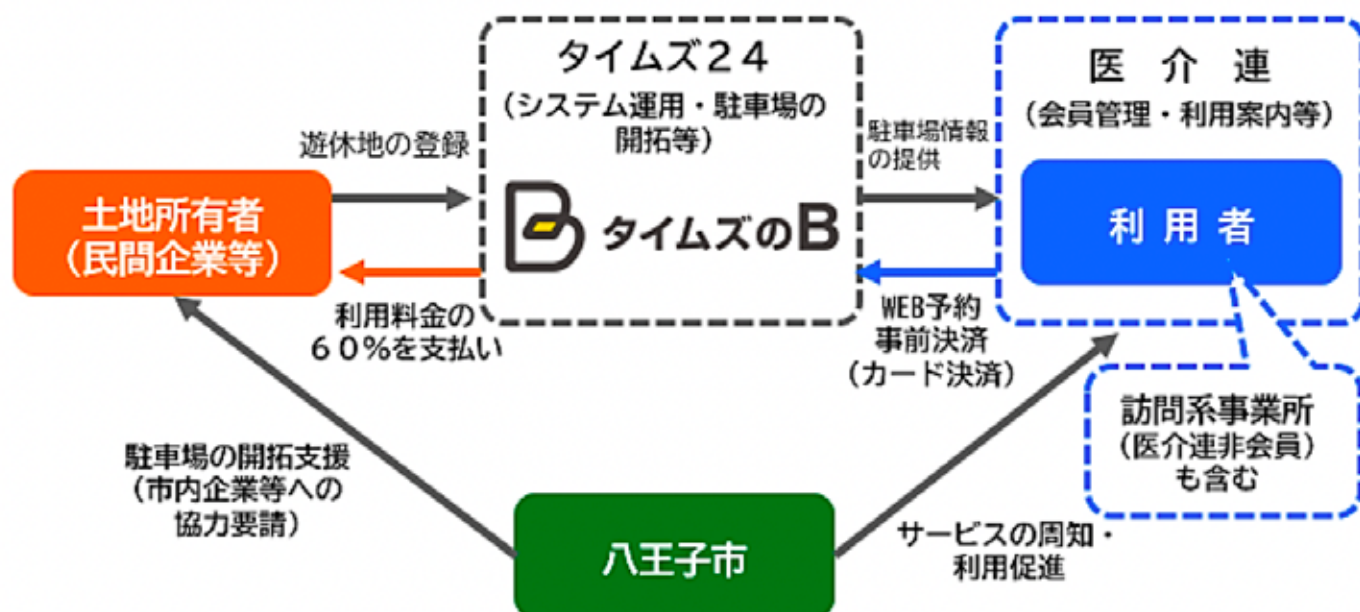 タイムズ２４
（システム運用・駐車場の
開拓等）
医 介 連
（会員管理・利用案内等）
遊休地の登録
駐車場情報
の提供
土地所有者
（民間企業等）
タイムズのB
利 用 者
利用料金の
６０％を支払い
WEB予約
事前決済
（カード決済）
訪問系事業所
（医介連非会員）
も含む
駐車場の開拓支援
（市内企業等への
協力要請）
八王子市
サービスの周知・
利用促進